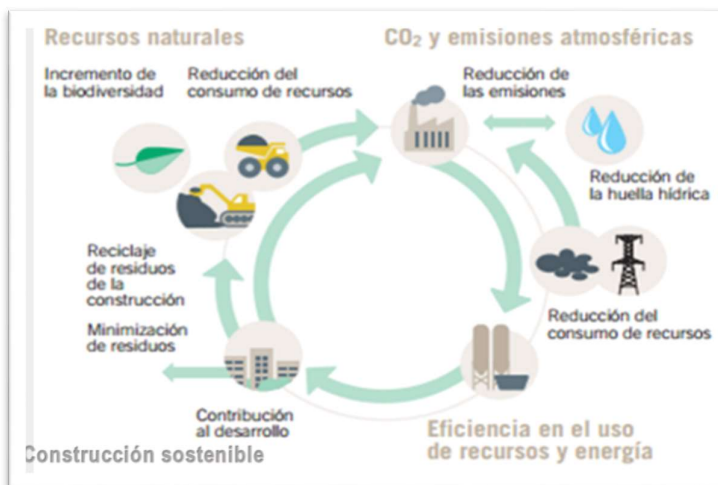 Recursos naturales
CO₂ y emisiones atmosféricas
Incremento de
la biodiversidad
Reducción del
consumo de recursos
Reducción de
las emisiones
Reducción de
la huella hídrica
Reciclaje
de residuos
de la
construcción
Minimización
de residuos
Reducción del
consumo de recursos
Contribución
al desarrollo
Eficiencia en el uso
de recursos y energía
Construcción sostenible